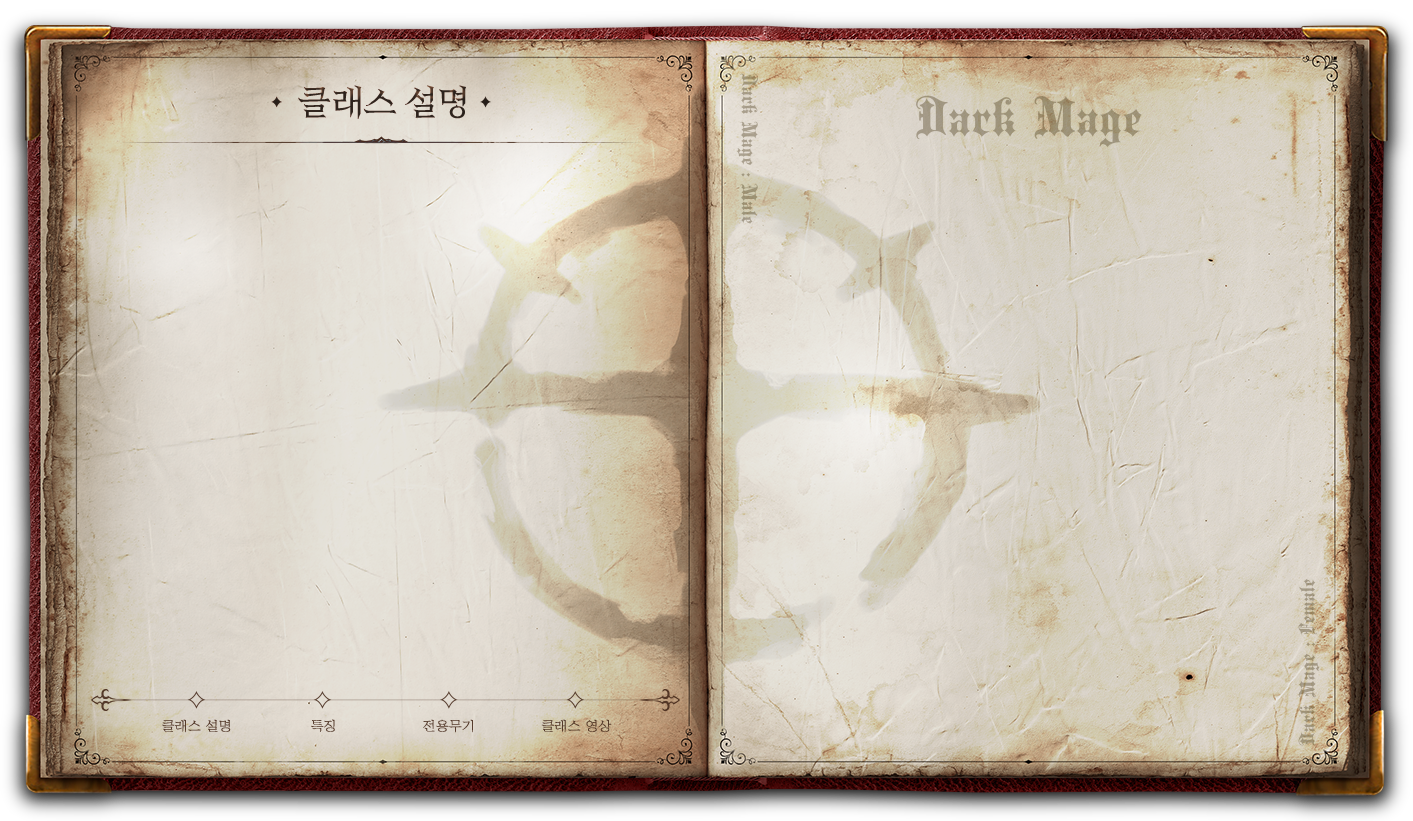 클래스 설명
클래스 설명
특징
전용무기
클래스 영상
Dark Mage
Dark Mage : Male
Dark Mage : Female